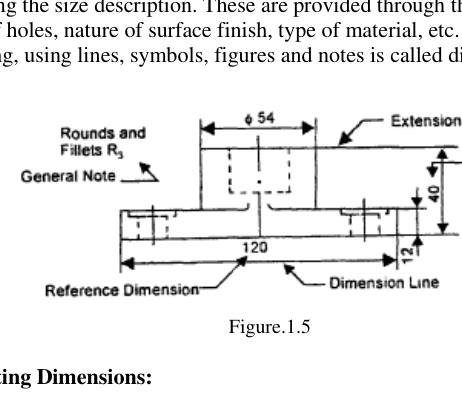 ng the size description. These are provided through th
f holes, nature of surface finish, type of material, etc.
ng, using lines, symbols, figures and notes is called di
ϕ 54
Extension
Rounds and
Fillets R3
General Note
40
120
12
Reference Dimension
Dimension Line
Figure.1.5
ting Dimensions: